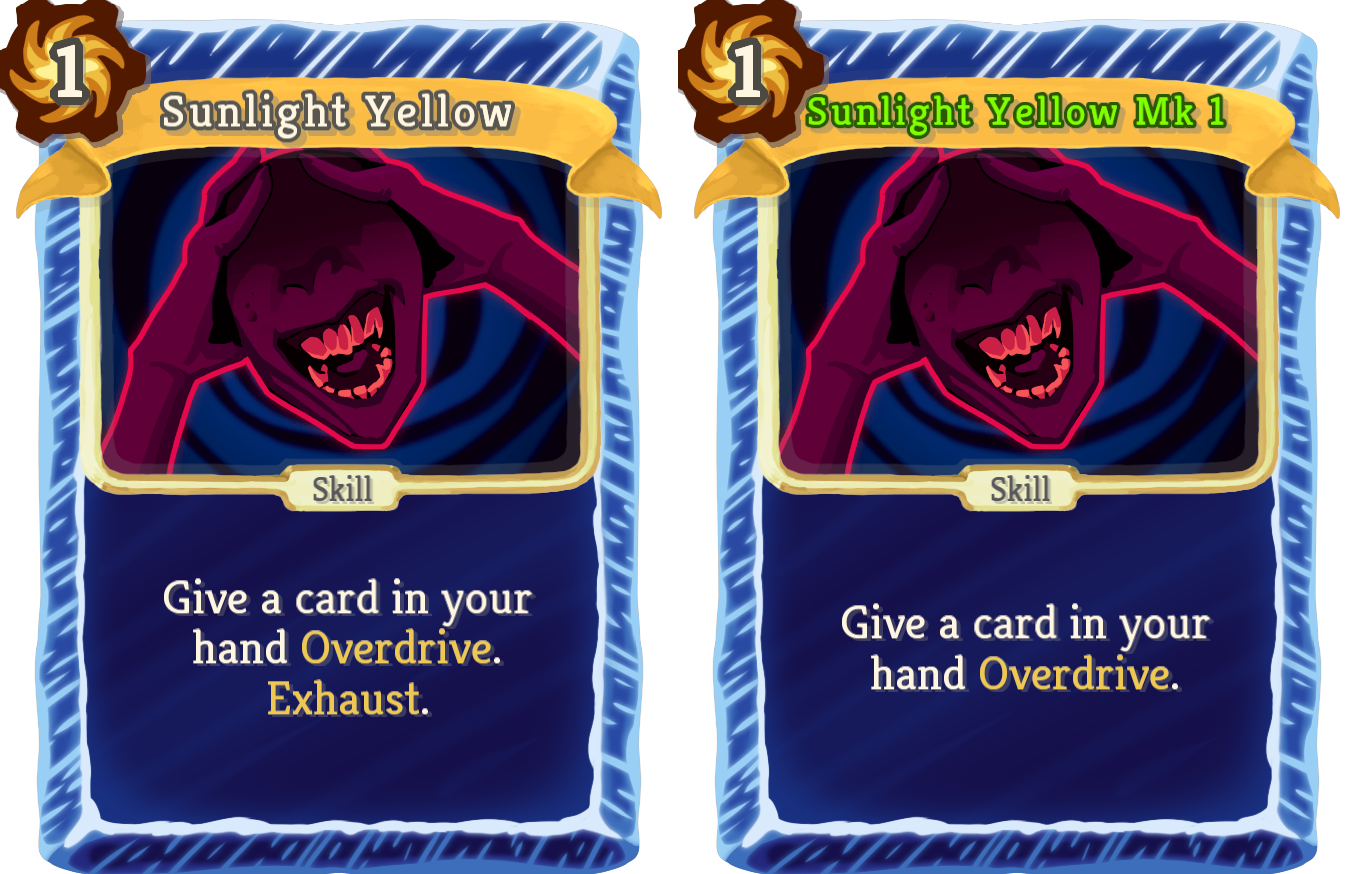 1
Sunlight Yellow
Skill
Give a card in your
hand Overdrive.
Exhaust.
1
Sunlight Yellow Mk 1
Skill
Give a card in your
hand Overdrive.